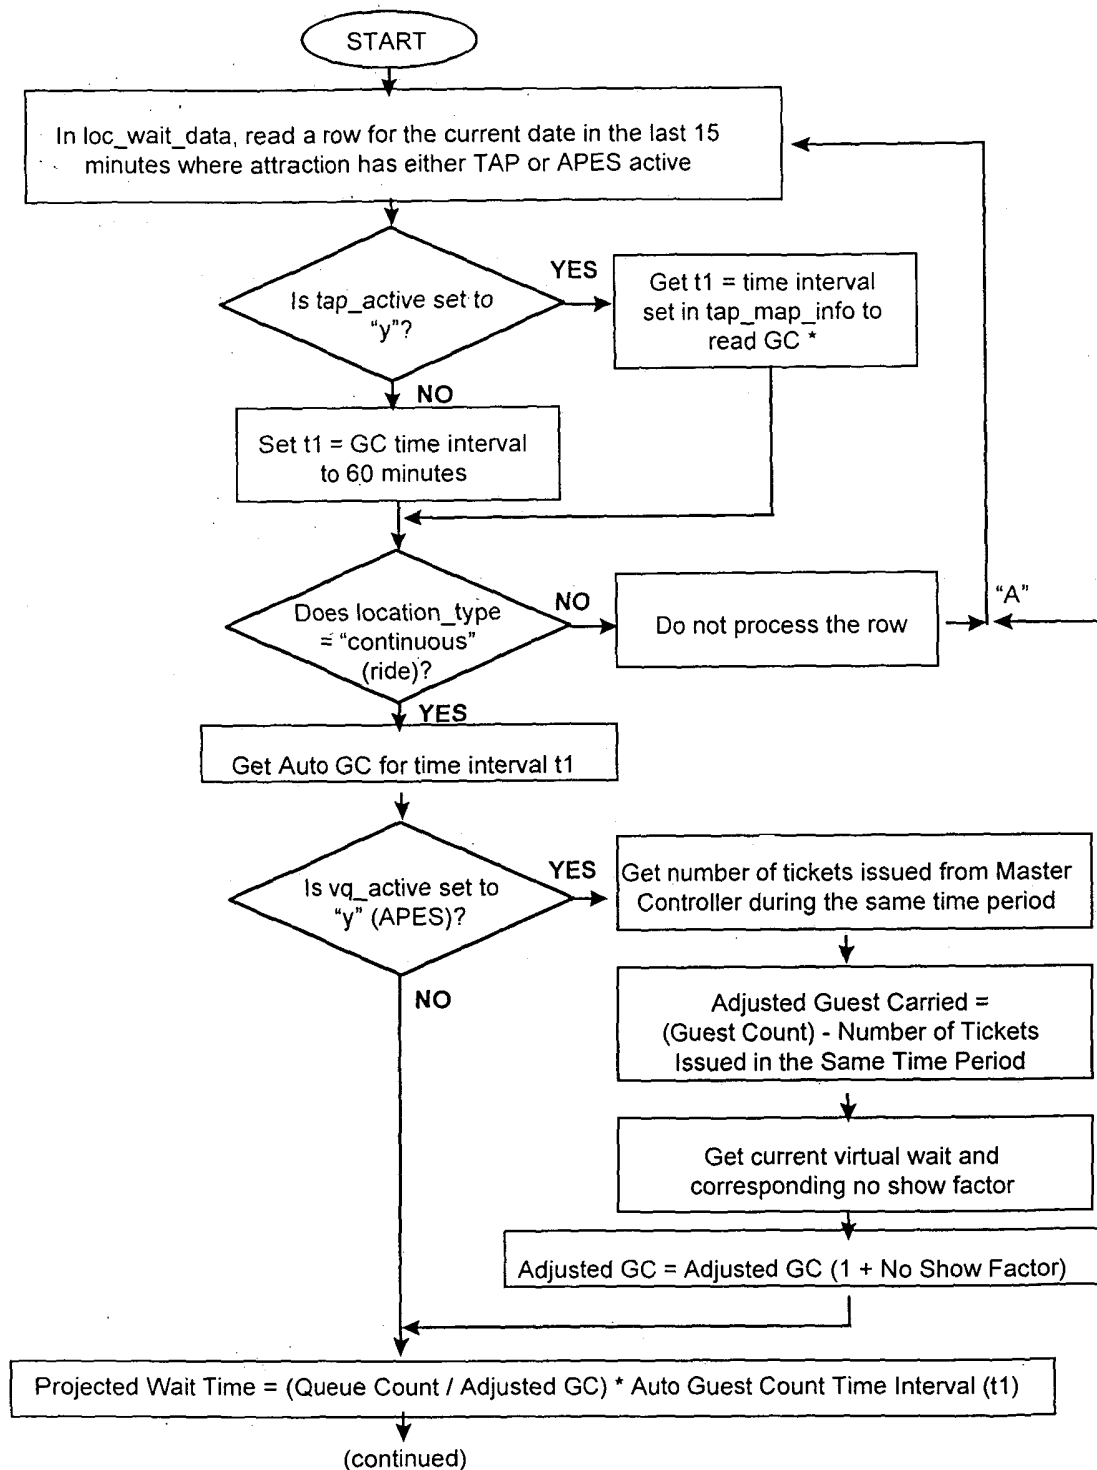 START
In loc_wait_data, read a row for the current date in the last 15
minutes where attraction has either TAP or APES active
Is tap_active set to
“y”?
YES
Get t1 = time interval
set in tap_map_info to
read GC *
NO
Set t1 = GC time interval
to 60 minutes
Does location_type
= “continuous”
(ride)?
NO
Do not process the row
“A”
YES
Get Auto GC for time interval t1
Is vq_active set to
“y” (APES)?
YES
Get number of tickets issued from Master
Controller during the same time period
NO
Adjusted Guest Carried =
(Guest Count) - Number of Tickets
Issued in the Same Time Period
Get current virtual wait and
corresponding no show factor
Adjusted GC = Adjusted GC (1 + No Show Factor)
Projected Wait Time = (Queue Count / Adjusted GC) * Auto Guest Count Time Interval (t1)
(continued)